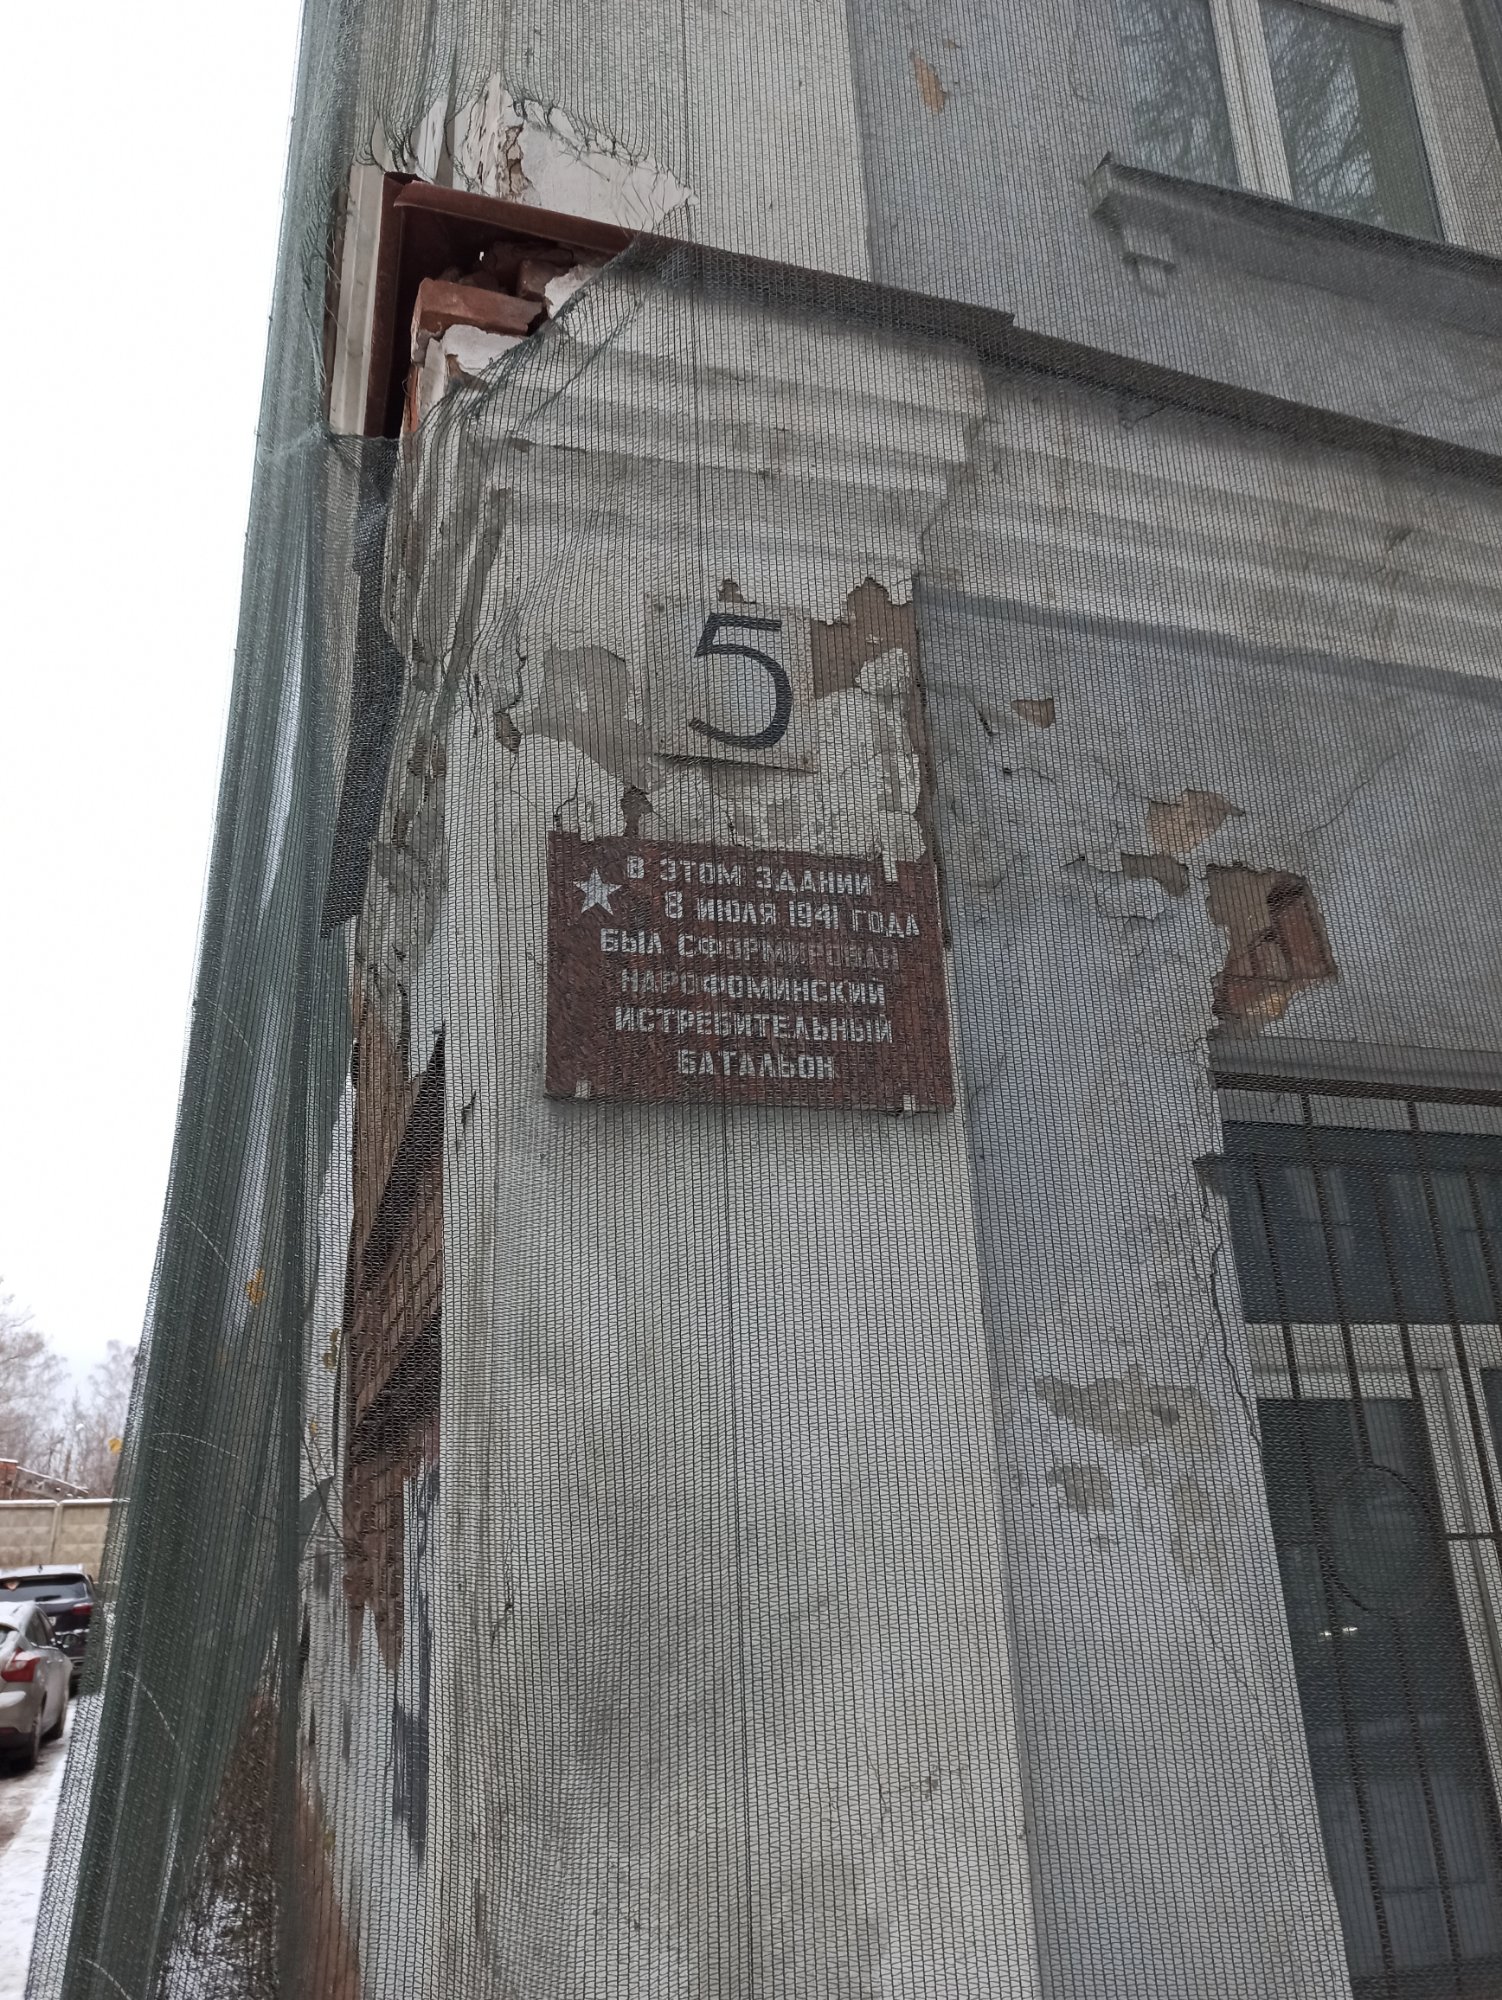 5
В ЭТОМ ЗДАНИИ
8 ИЮЛЯ 1941 ГОДА
БЫЛ СФОРМИРОВАН
НАРОФОМИНСКИЙ
ИСТРЕБИТЕЛЬНЫЙ
БАТАЛЬОН